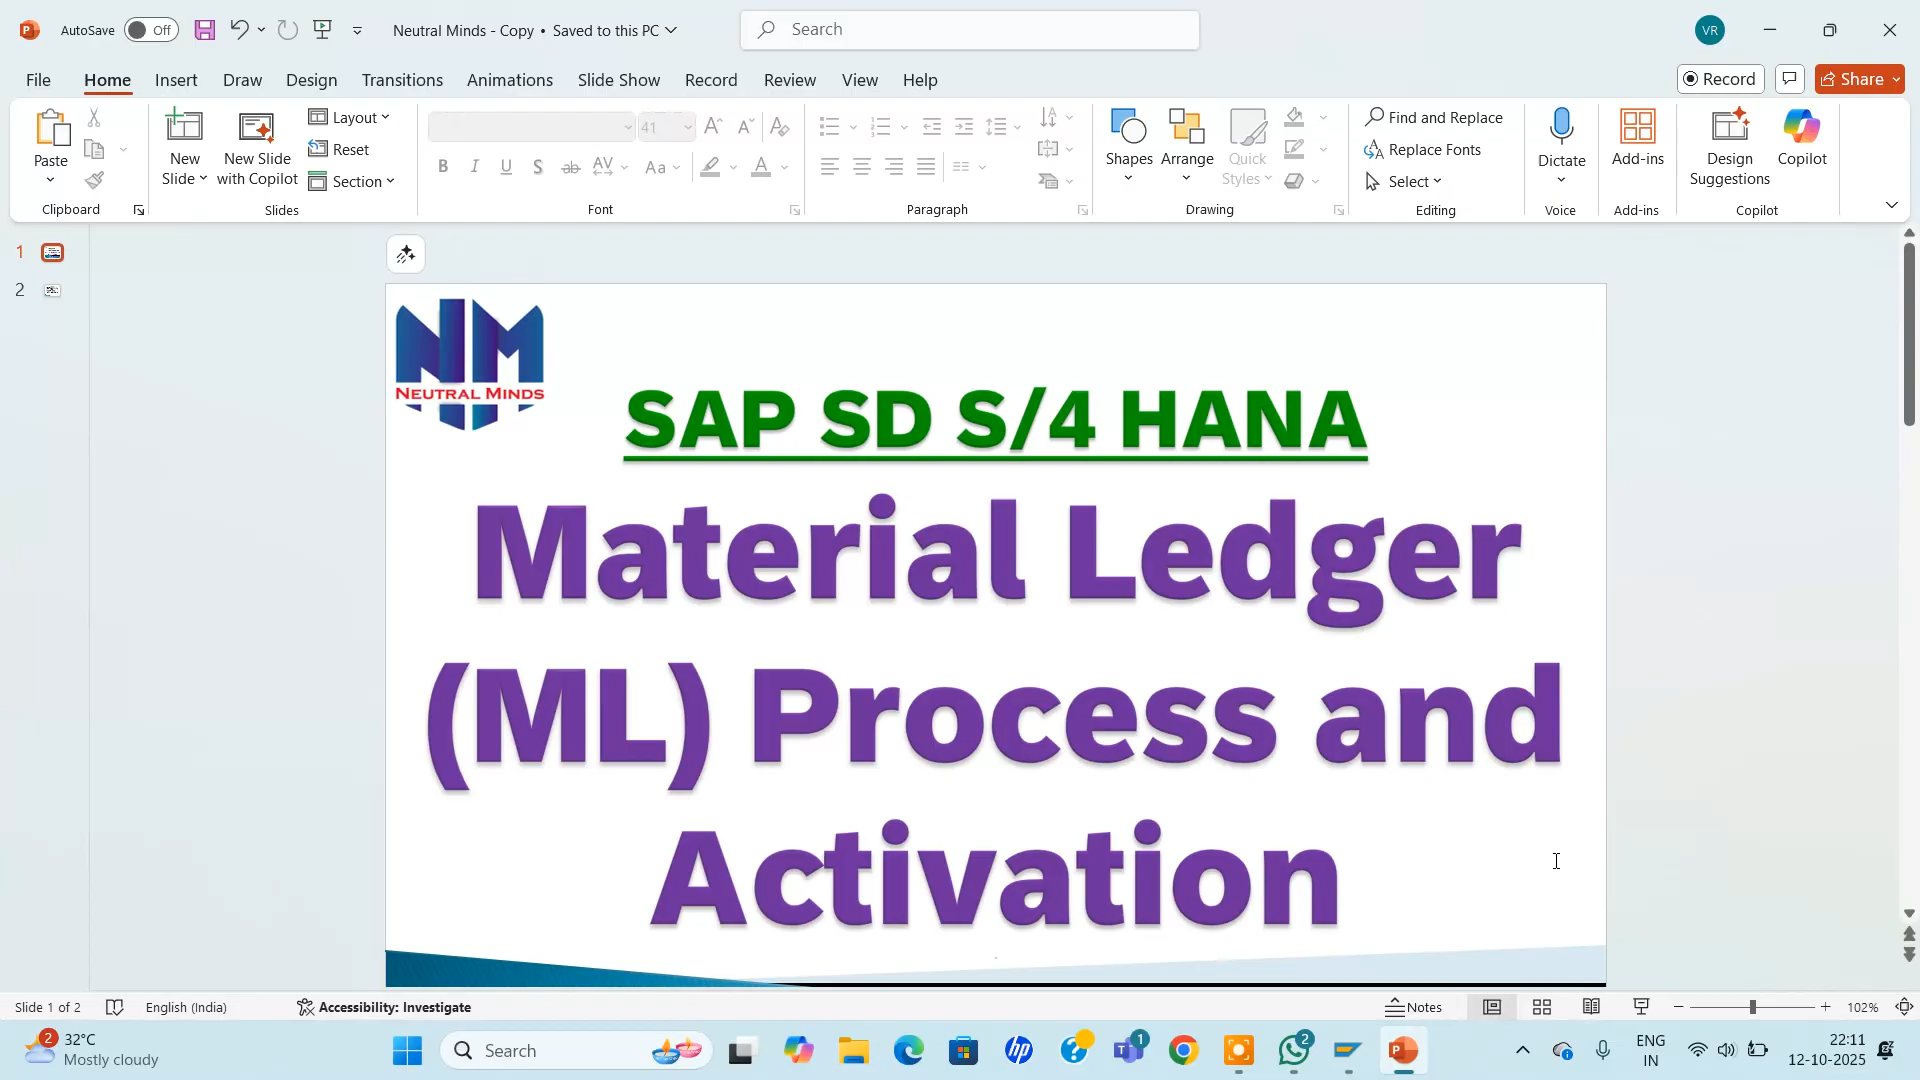 AutoSave Off Neutral Minds - Copy • Saved to this PC Search VR
File Home Insert Draw Design Transitions Animations Slide Show Record Review View Help Record Share
Paste New Slide New Slide with Copilot Layout Reset Section 41 Shapes Arrange Quick Styles Find and Replace Replace Fonts Select Dictate Add-ins Design Suggestions Copilot
Clipboard Slides Font Paragraph Drawing Editing Voice Add-ins Copilot
1
2
NM
NEUTRAL MINDS
SAP SD S/4 HANA
Material Ledger
(ML) Process and
Activation
Slide 1 of 2 English (India) Accessibility: Investigate Notes 102%
2 32°C Search 1 2 ENG 22:11
Mostly cloudy IN 12-10-2025